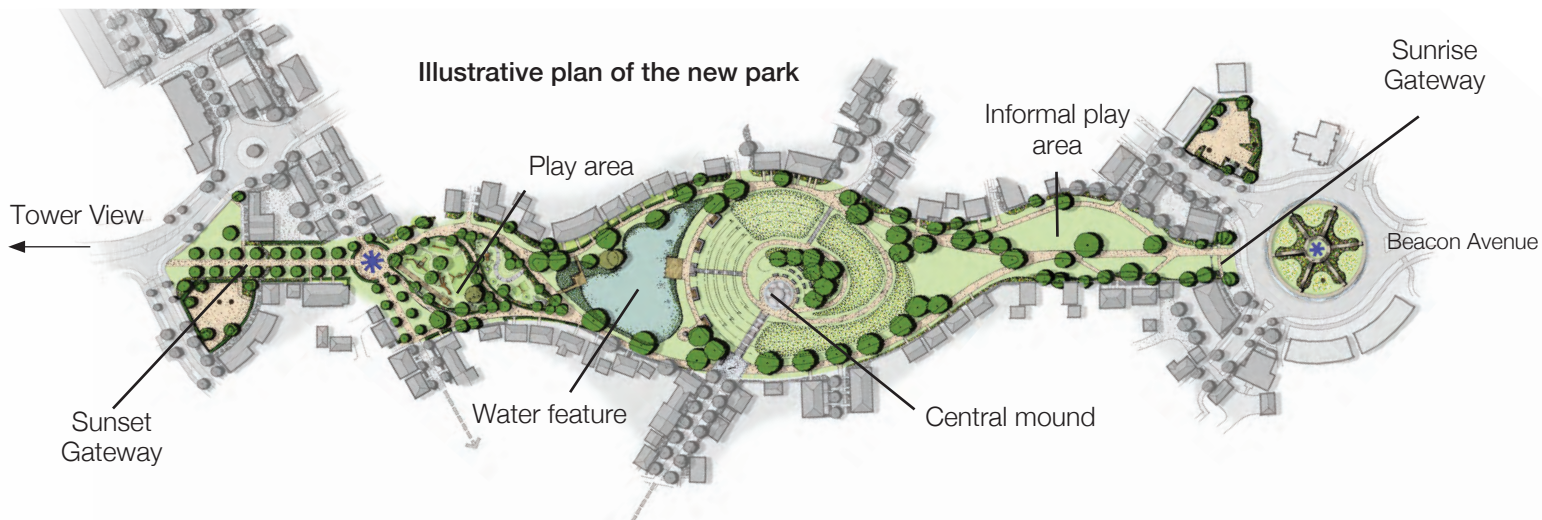 Illustrative plan of the new park
Sunrise
Gateway
Informal play
area
Play area
Tower View
Beacon Avenue
Sunset
Gateway
Water feature
Central mound